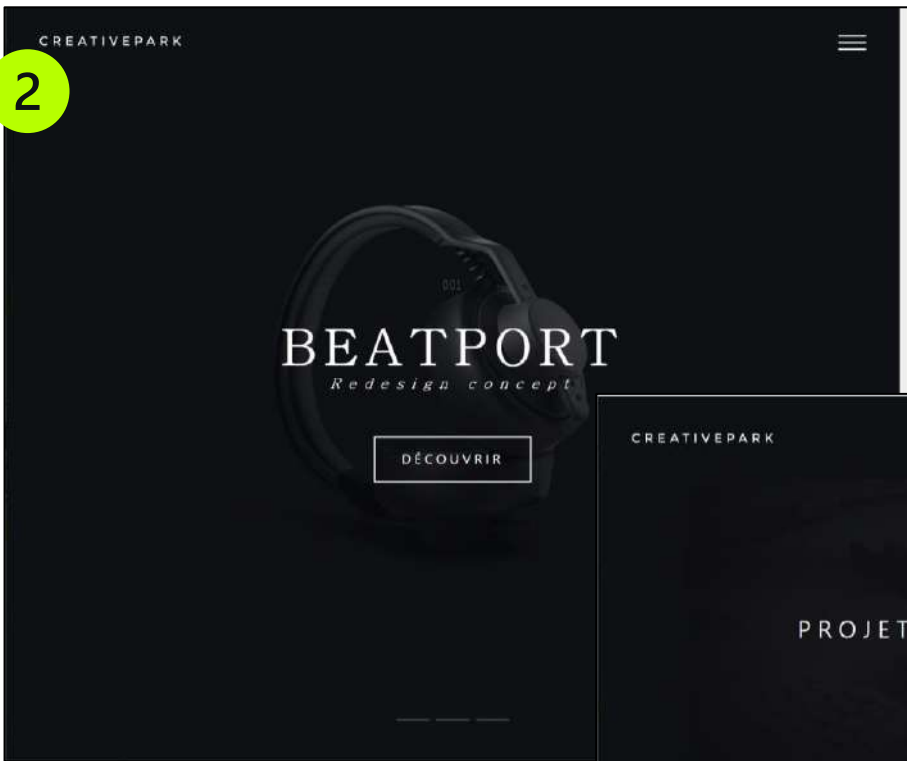 CREATIVEPARK
2
001
BEATPORT
Redesign concept
DÉCOUVRIR
CREATIVEPARK
PROJET